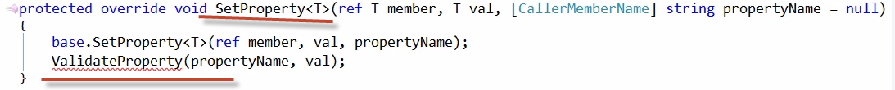 protected override void SetProperty<T>(ref T member, T val, [CallerMemberName] string propertyName = null)
{
base.SetProperty<T>(ref member, val, propertyName);
ValidateProperty(propertyName, val);
}